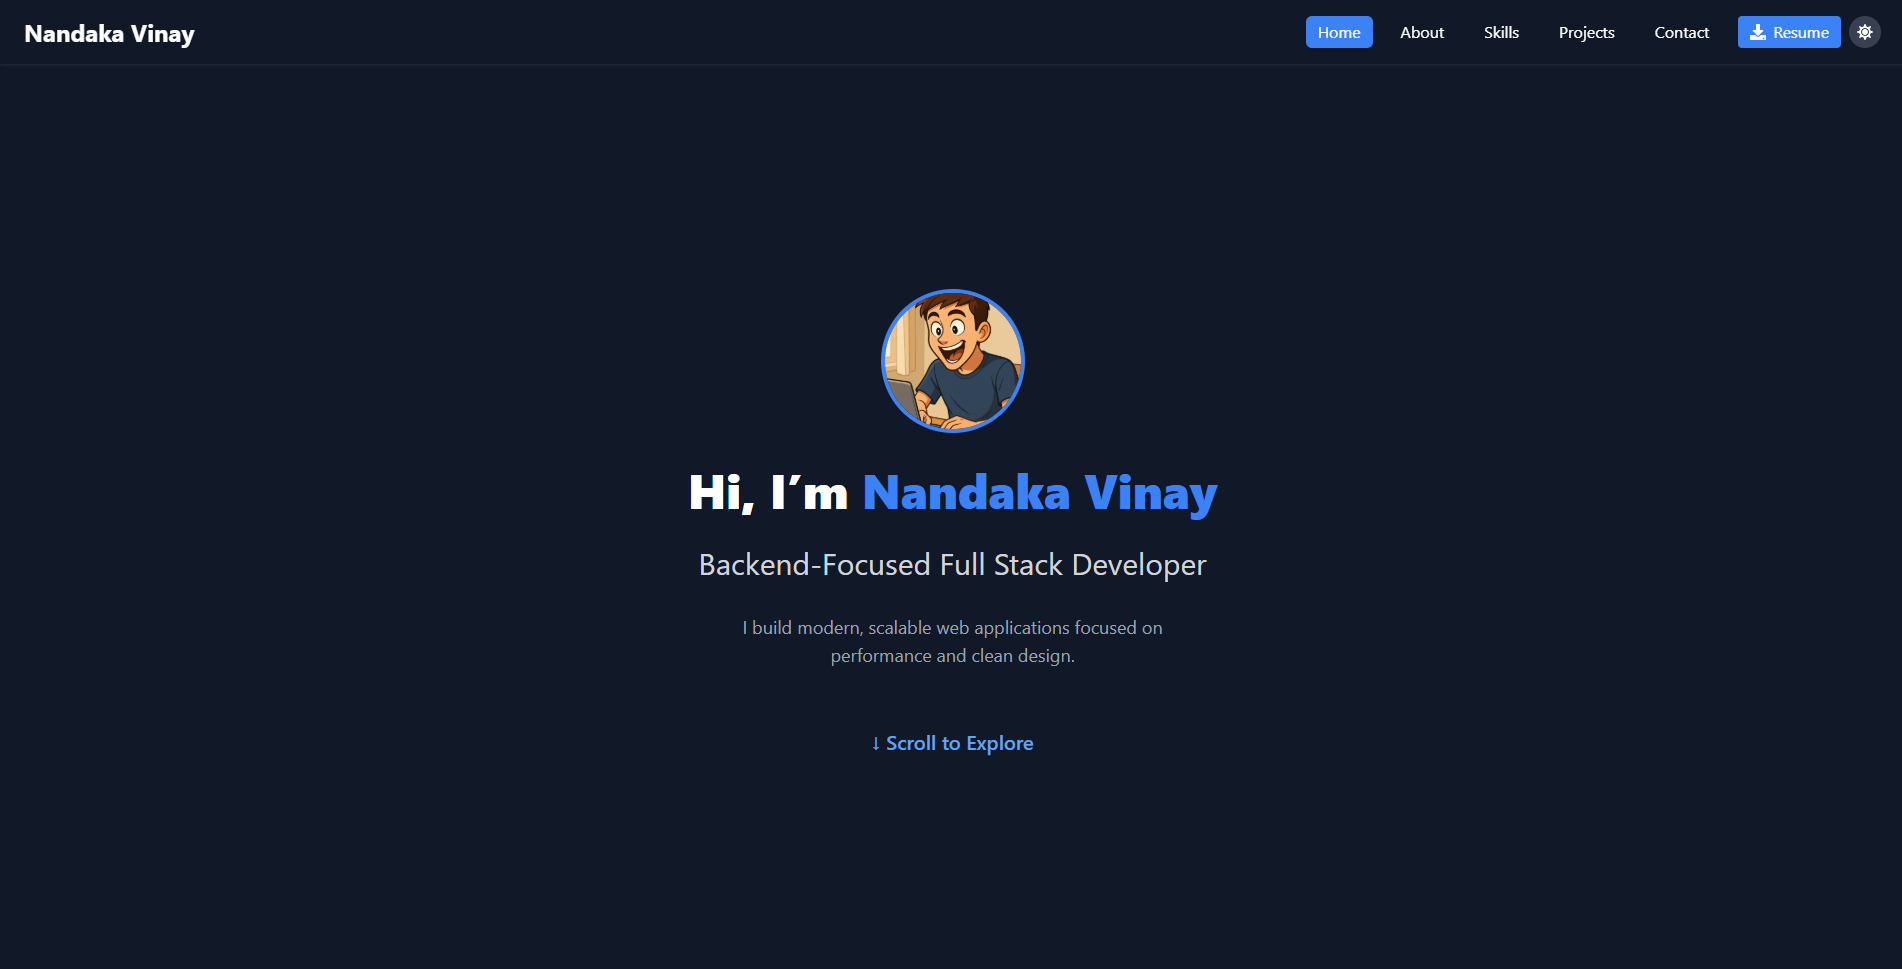 Nandaka Vinay
Home About Skills Projects Contact Resume
Hi, I’m Nandaka Vinay
Backend-Focused Full Stack Developer
I build modern, scalable web applications focused on
performance and clean design.
↓ Scroll to Explore